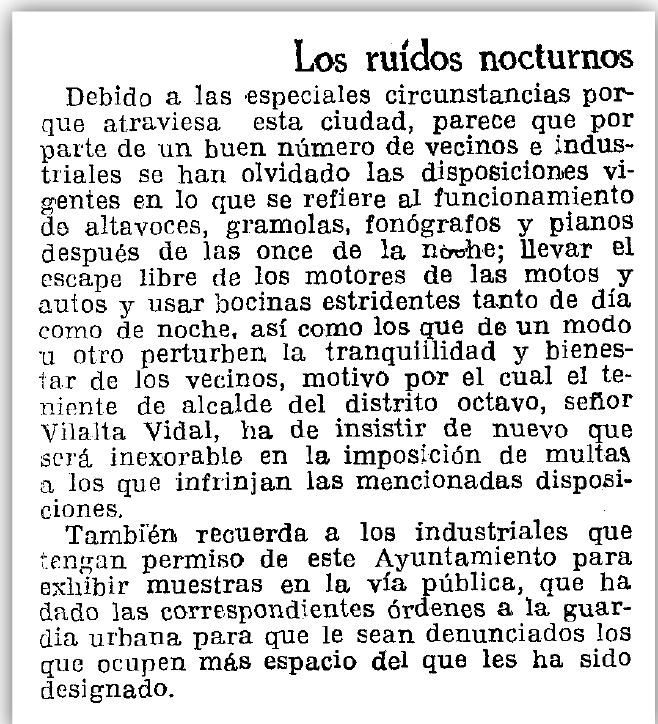 Los ruídos nocturnos
Debido a las especiales circunstancias por-
que atraviesa esta ciudad, parece que por
parte de un buen número de vecinos e indus-
triales se han olvidado las disposiciones vi-
gentes en lo que se refiere al funcionamiento
de altavoces, gramolas, fonógrafos y pianos
después de las once de la noche; llevar el
escape libre de los motores de las motos y
autos y usar bocinas estridentes tanto de día
como de noche, así como los que de un modo
u otro perturben la tranquiilidad y bienes-
tar de los vecinos, motivo por el cual el te-
niente de alcalde del distrito octavo, señor
Vilalta Vidal, ha de insistir de nuevo que
será inexorable en la imposición de multas
a los que infrinjan las mencionadas disposi-
ciones.
También recuerda a los industriales que
tengan permiso de este Ayuntamiento para
exhibir muestras en la vía pública, que ha
dado las correspondientes órdenes a la guar-
dia urbana para que le sean denunciados los
que ocupen más espacio del que les ha sido
designado.